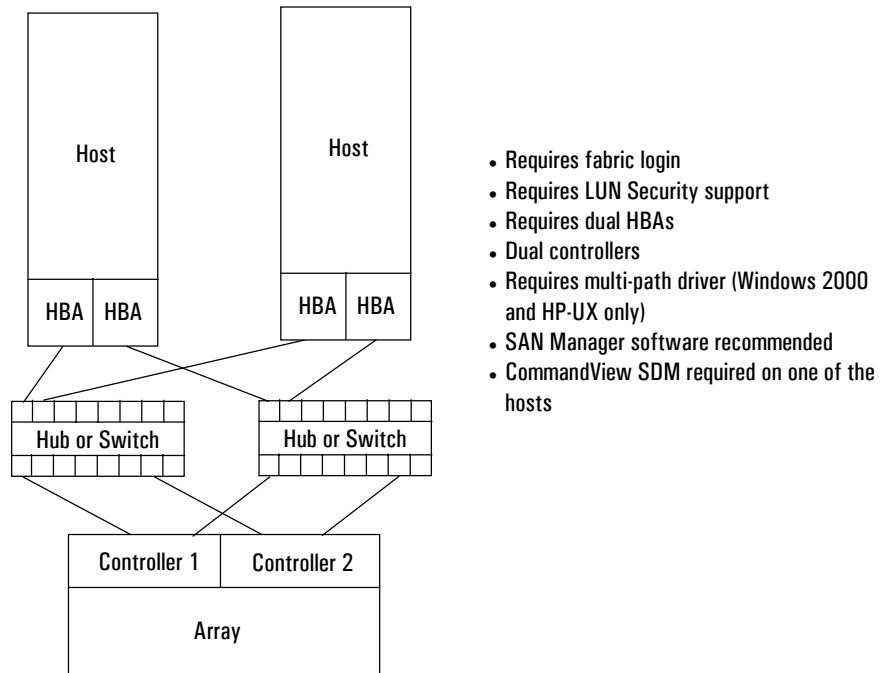 Host
Host
HBA
HBA
HBA
HBA
Hub or Switch
Hub or Switch
Controller 1
Controller 2
Array
• Requires fabric login
• Requires LUN Security support
• Requires dual HBAs
• Dual controllers
• Requires multi-path driver (Windows 2000
and HP-UX only)
• SAN Manager software recommended
• CommandView SDM required on one of the
hosts